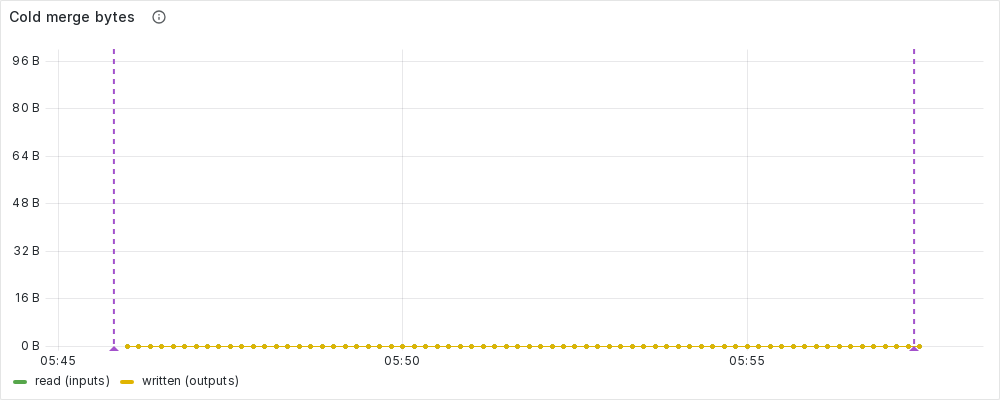 Cold merge bytes
96 B
80 B
64 B
48 B
32 B
16 B
0 B
05:45 05:50 05:55
read (inputs) written (outputs)